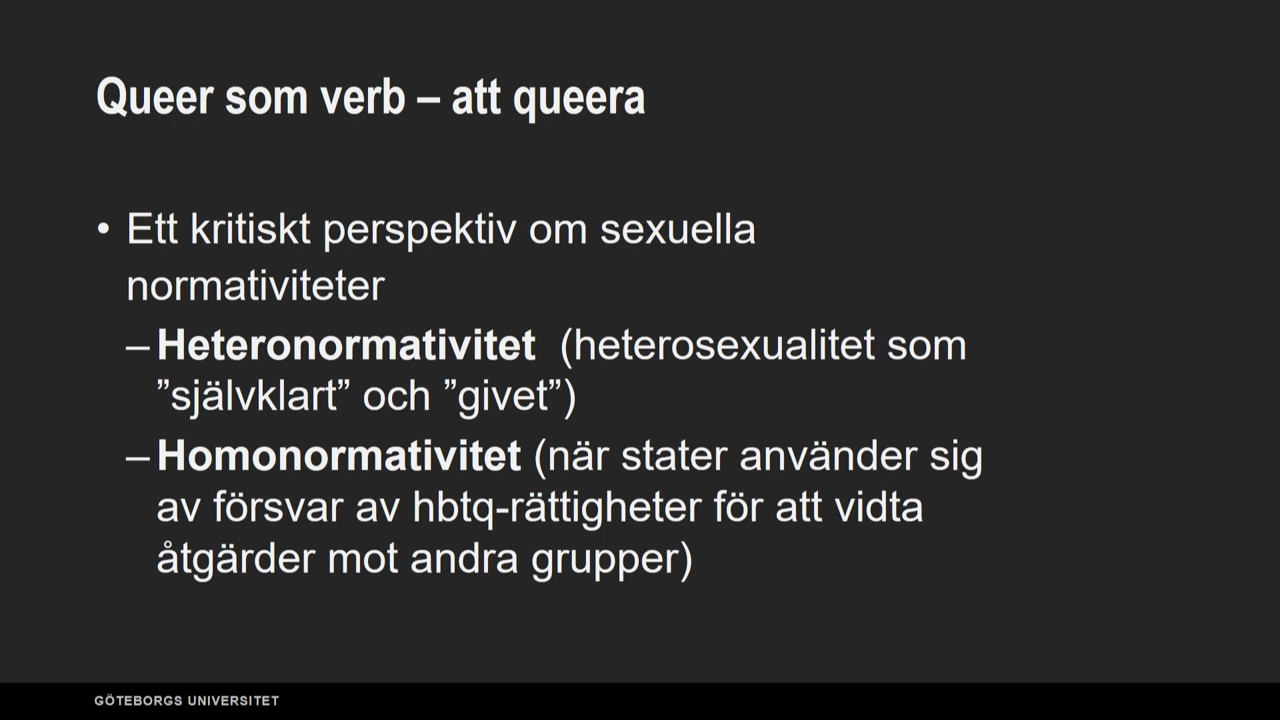 Queer som verb – att queera
• Ett kritiskt perspektiv om sexuella
normativiteter
– Heteronormativitet (heterosexualitet som
”självklart” och ”givet”)
– Homonormativitet (när stater använder sig
av försvar av hbtq-rättigheter för att vidta
åtgärder mot andra grupper)
GÖTEBORGS UNIVERSITET